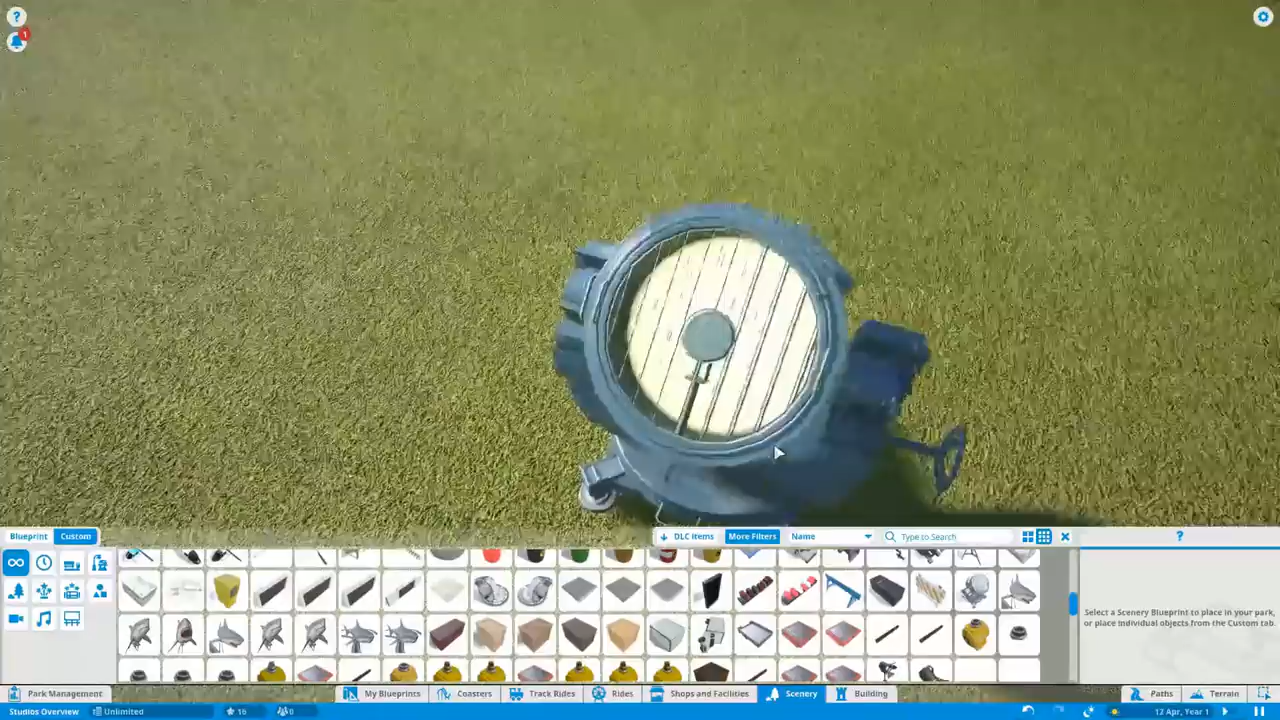 ?
1
Blueprint Custom DLC Items More Filters Name Type to Search ?
Select a Scenery Blueprint to place in your park,
or place individual objects from the Custom tab.
Park Management My Blueprints Coasters Track Rides Rides Shops and Facilities Scenery Building Paths Terrain
Studios Overview Unlimited 16 0 12 Apr, Year 1